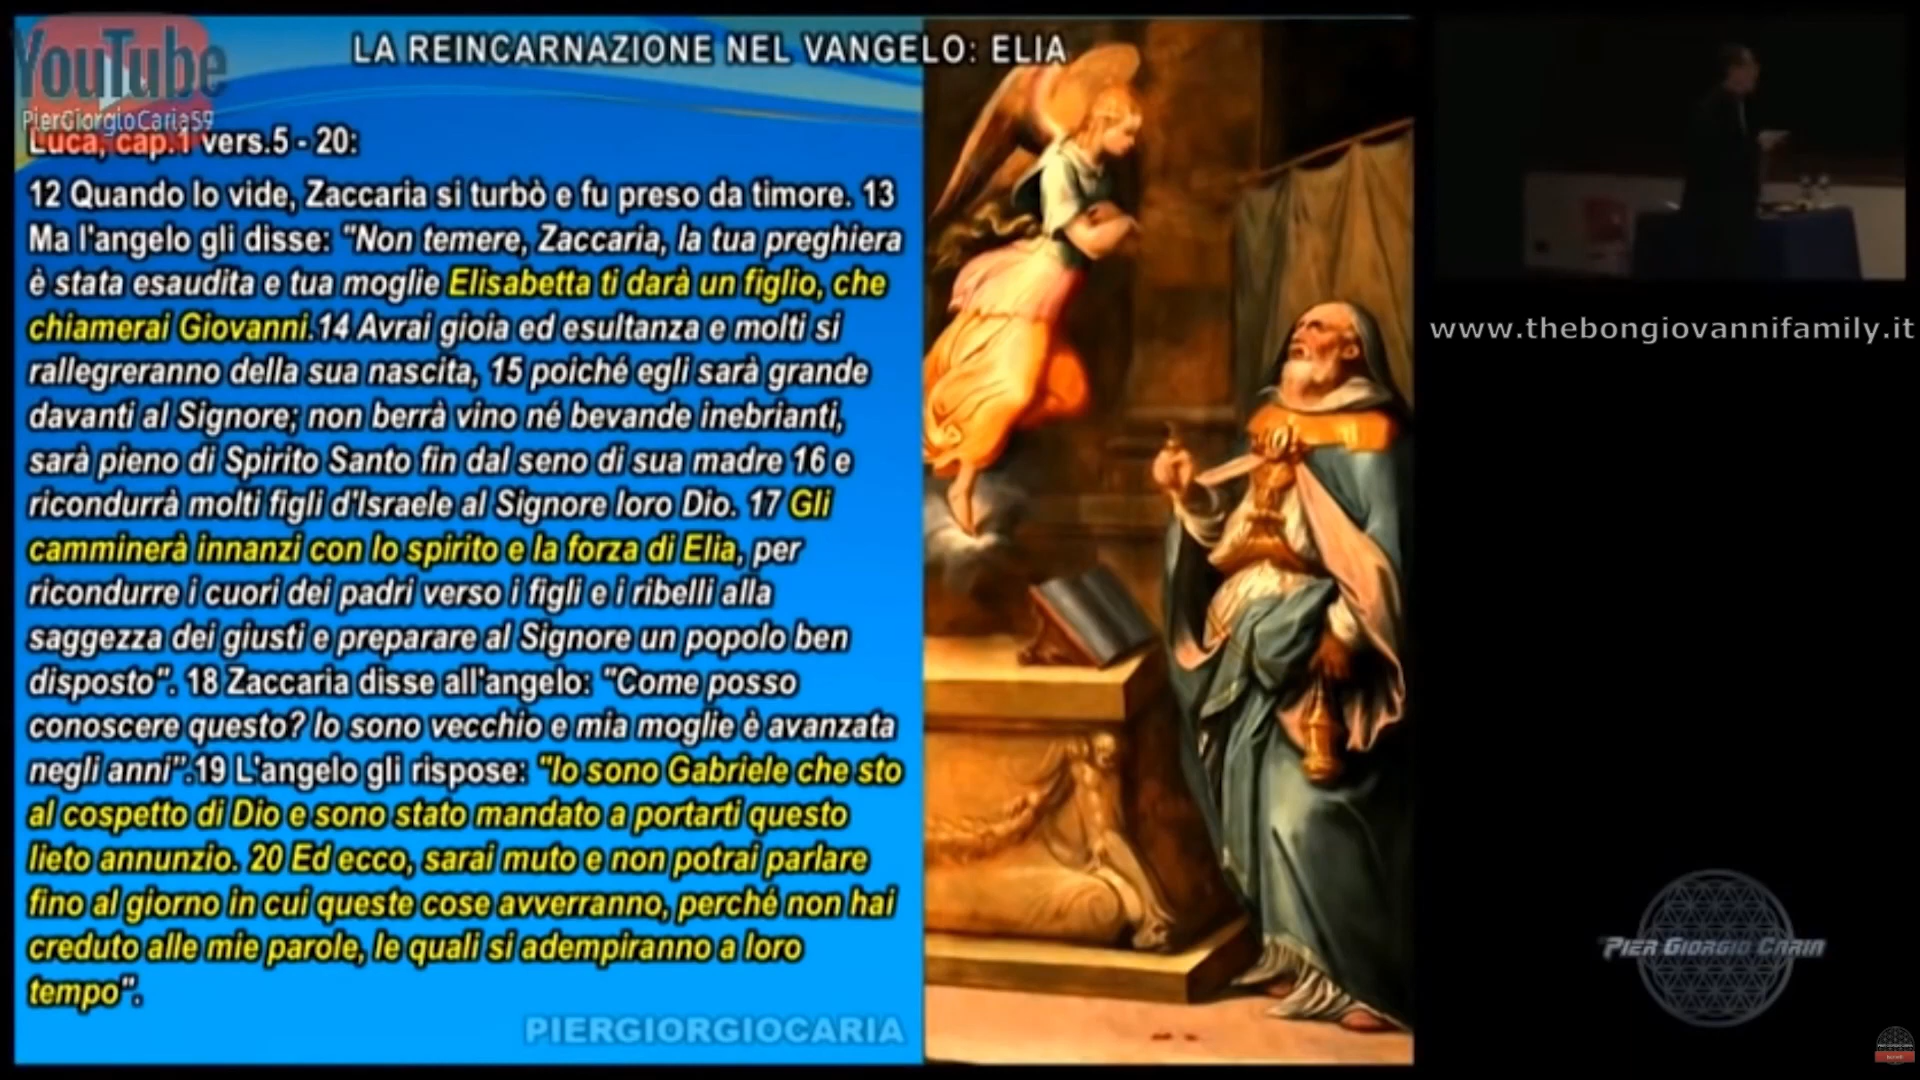 LA REINCARNAZIONE NEL VANGELO: ELIA
YouTube
PierGiorgioCaria59
Luca, cap.1 vers.5 - 20:
12 Quando lo vide, Zaccaria si turbò e fu preso da timore. 13
Ma l'angelo gli disse: "Non temere, Zaccaria, la tua preghiera
è stata esaudita e tua moglie Elisabetta ti darà un figlio, che
chiamerai Giovanni.14 Avrai gioia ed esultanza e molti si
rallegreranno della sua nascita, 15 poiché egli sarà grande
davanti al Signore; non berrà vino né bevande inebrianti,
sarà pieno di Spirito Santo fin dal seno di sua madre 16 e
ricondurrà molti figli d'Israele al Signore loro Dio. 17 Gli
camminerà innanzi con lo spirito e la forza di Elia, per
ricondurre i cuori dei padri verso i figli e i ribelli alla
saggezza dei giusti e preparare al Signore un popolo ben
disposto". 18 Zaccaria disse all'angelo: "Come posso
conoscere questo? Io sono vecchio e mia moglie è avanzata
negli anni".19 L'angelo gli rispose: "Io sono Gabriele che sto
al cospetto di Dio e sono stato mandato a portarti questo
lieto annunzio. 20 Ed ecco, sarai muto e non potrai parlare
fino al giorno in cui queste cose avverranno, perché non hai
creduto alle mie parole, le quali si adempiranno a loro
tempo".
PIERGIORGIOCARIA
www.thebongiovannifamily.it
PIER GIORGIO CARIA